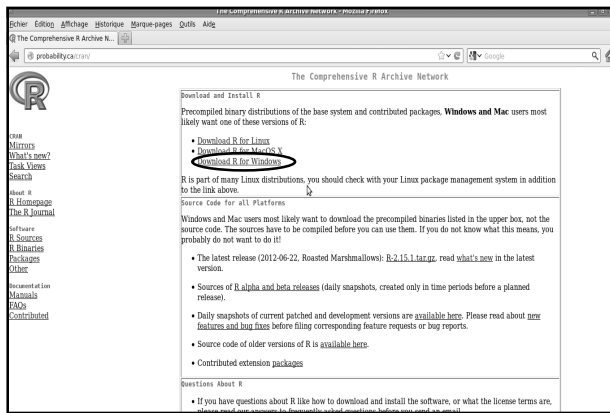 The Comprehensive R Archive Network - Mozilla Firefox
Fichier Édition Affichage Historique Marque-pages Outils Aide
The Comprehensive R Archive N...
probability.ca/cran/
Google
The Comprehensive R Archive Network
CRAN
Mirrors
What's new?
Task Views
Search
About R
R Homepage
The R Journal
Software
R Sources
R Binaries
Packages
Other
Documentation
Manuals
FAQs
Contributed
Download and Install R
Precompiled binary distributions of the base system and contributed packages, Windows and Mac users most
likely want one of these versions of R:
• Download R for Linux
• Download R for MacOS X
• Download R for Windows
R is part of many Linux distributions, you should check with your Linux package management system in addition
to the link above.
Source Code for all Platforms
Windows and Mac users most likely want to download the precompiled binaries listed in the upper box, not the
source code. The sources have to be compiled before you can use them. If you do not know what this means, you
probably do not want to do it!
• The latest release (2012-06-22, Roasted Marshmallows): R-2.15.1.tar.gz, read what's new in the latest
version.
• Sources of R alpha and beta releases (daily snapshots, created only in time periods before a planned
release).
• Daily snapshots of current patched and development versions are available here. Please read about new
features and bug fixes before filing corresponding feature requests or bug reports.
• Source code of older versions of R is available here.
• Contributed extension packages
Questions About R
• If you have questions about R like how to download and install the software, or what the license terms are,
please read our answers to frequently asked questions before you send an email.